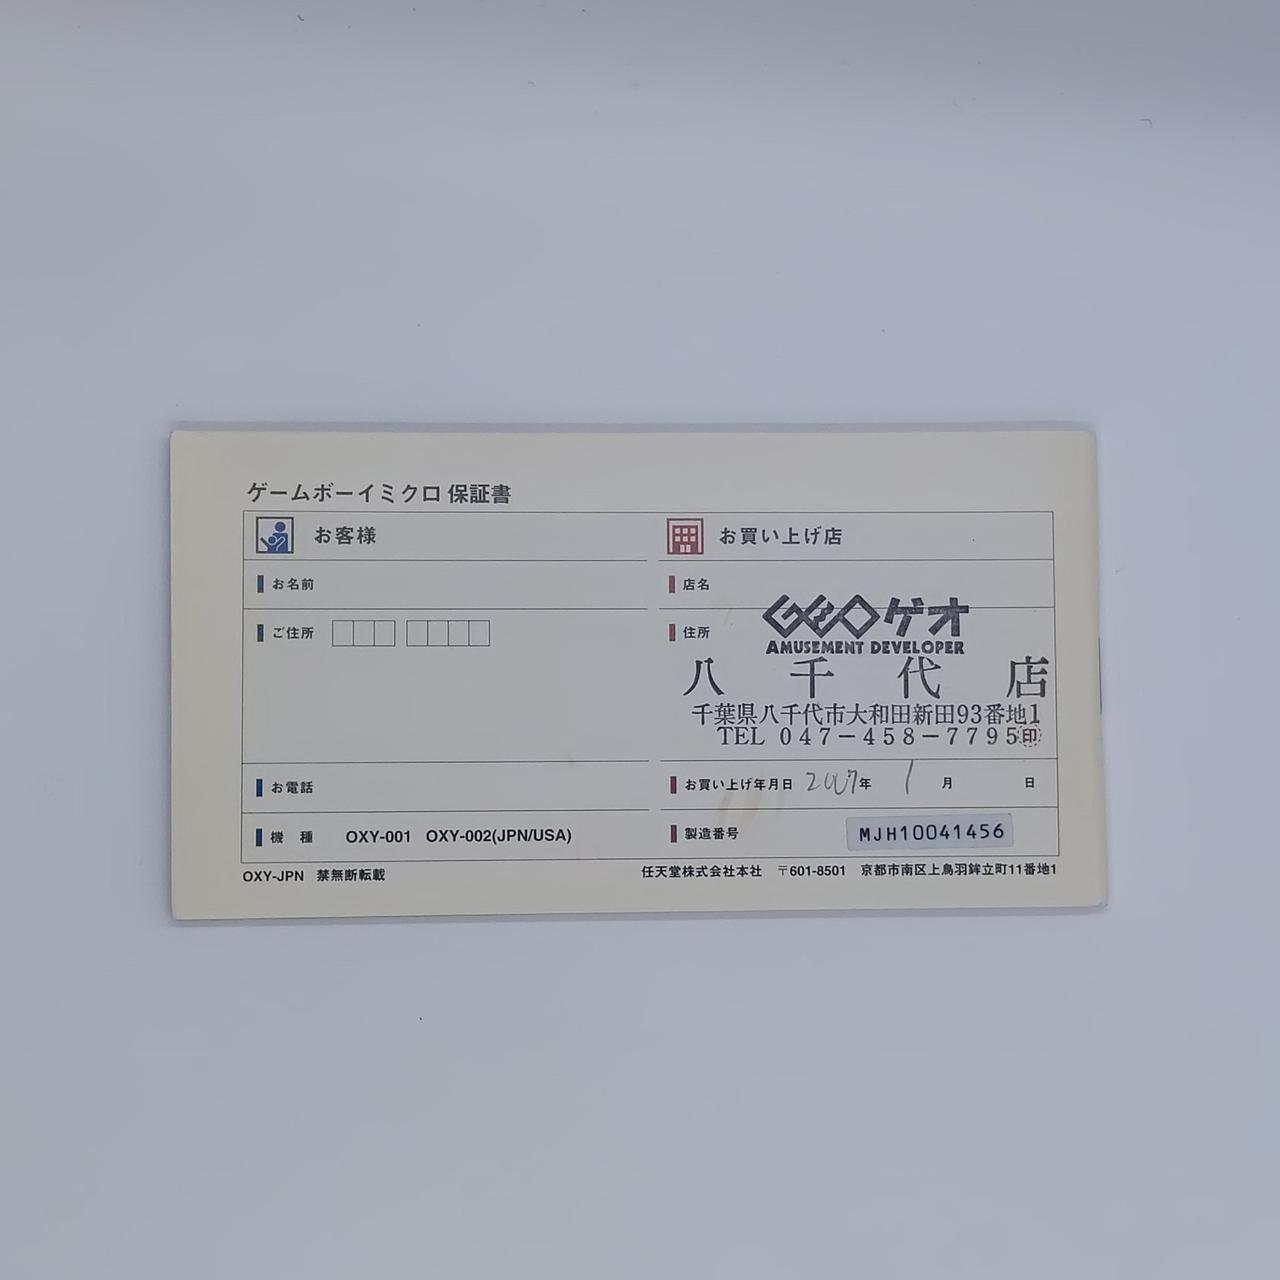 ゲームボーイミクロ 保証書
お客様
お名前
ご住所
お電話
機 種 OXY-001 OXY-002(JPN/USA)
お買い上げ店
店名
住所
GEOゲオ
AMUSEMENT DEVELOPER
八千代店
千葉県八千代市大和田新田93番地1
TEL 047-458-7795 印
お買い上げ年月日 2007年 1月 日
製造番号 MJH10041456
OXY-JPN 禁無断転載
任天堂株式会社本社 〒601-8501 京都市南区上鳥羽鉾立町11番地1